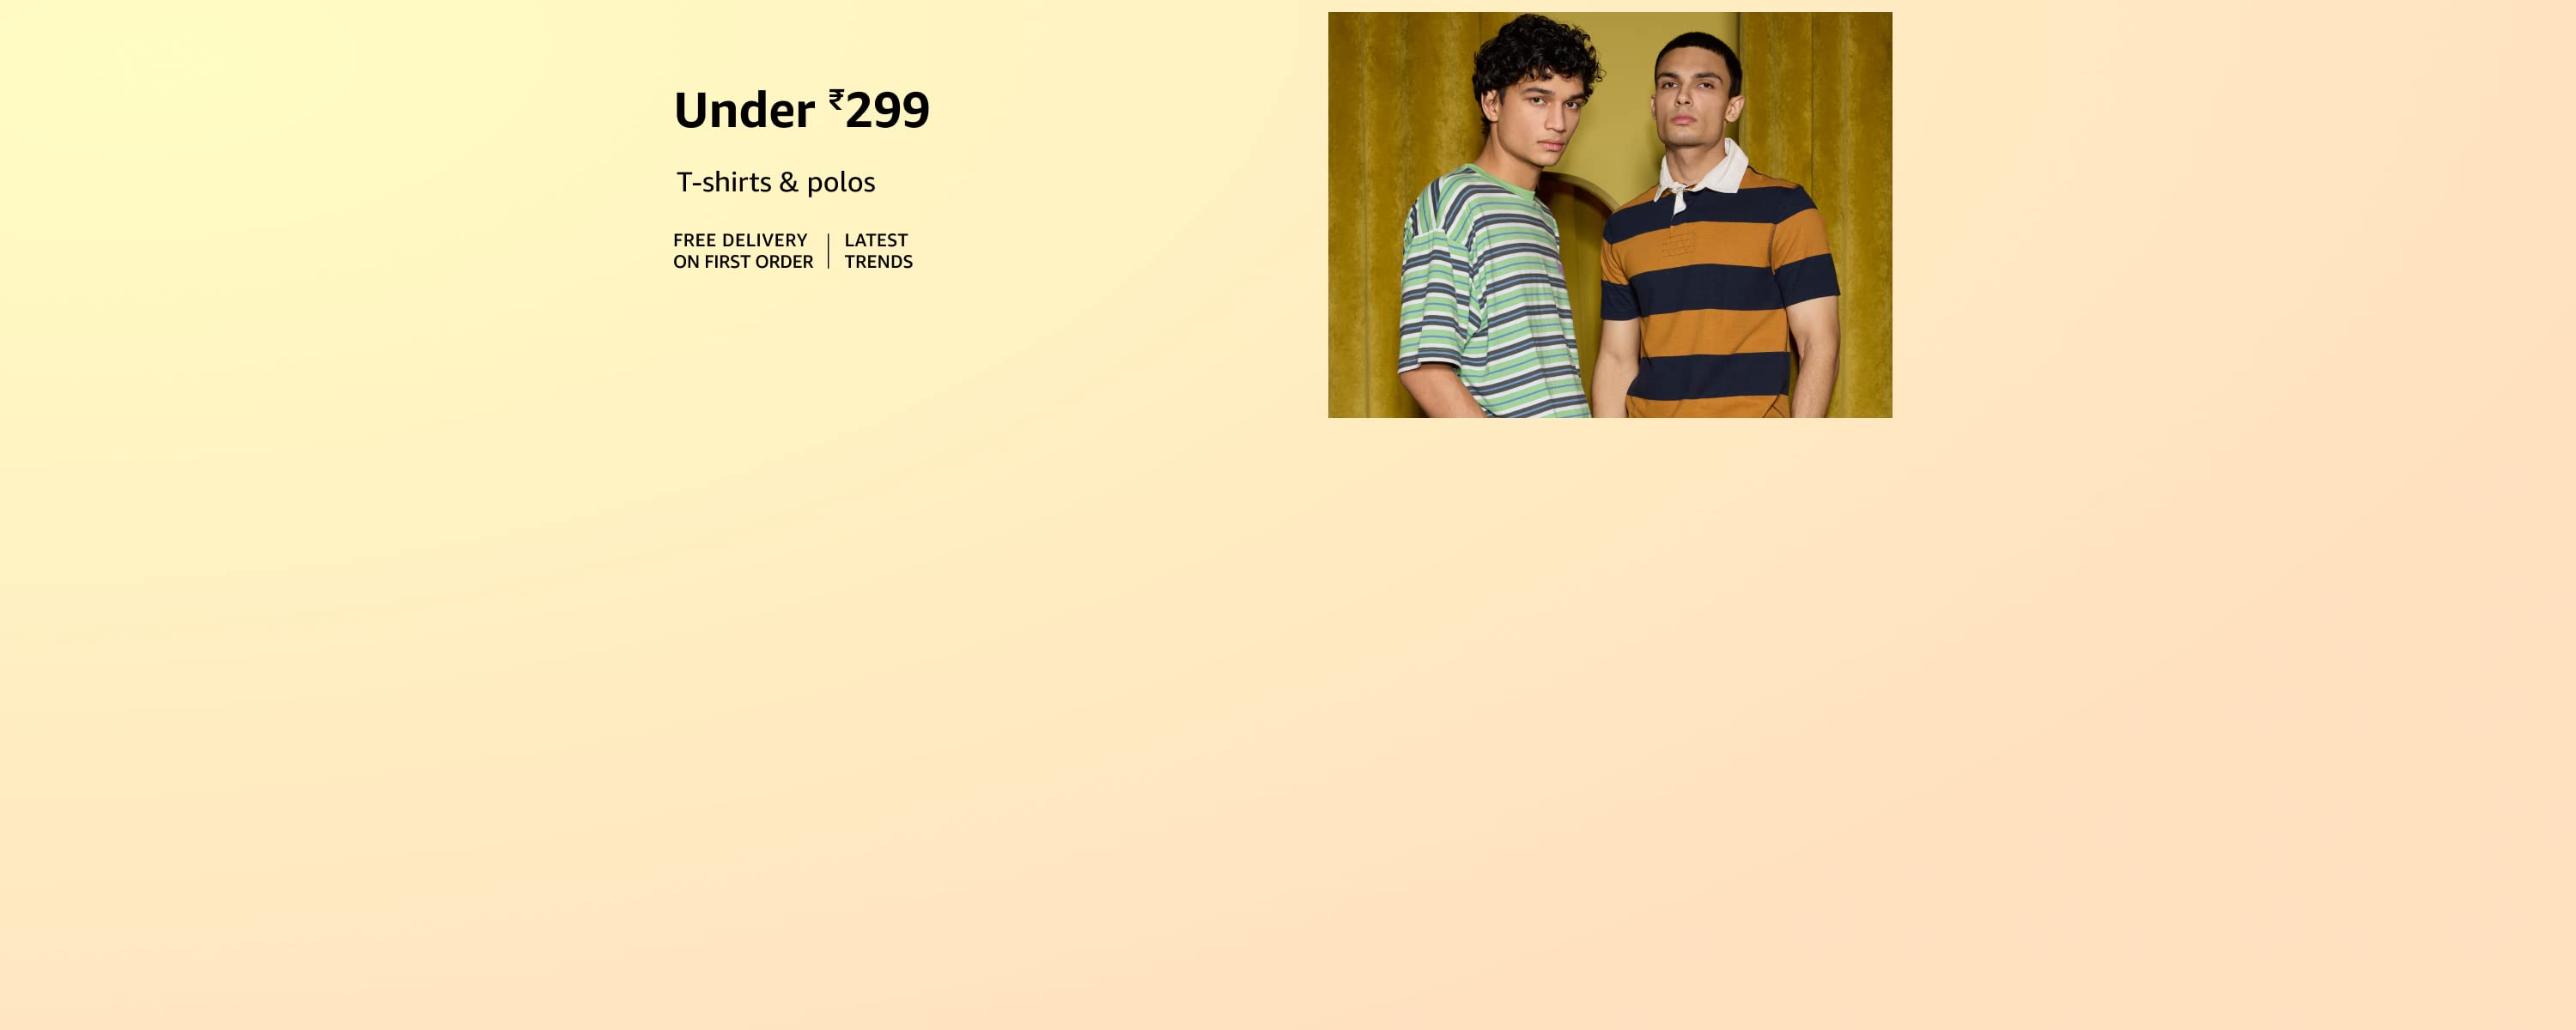 Under ₹299
T-shirts & polos
FREE DELIVERY
ON FIRST ORDER
LATEST
TRENDS